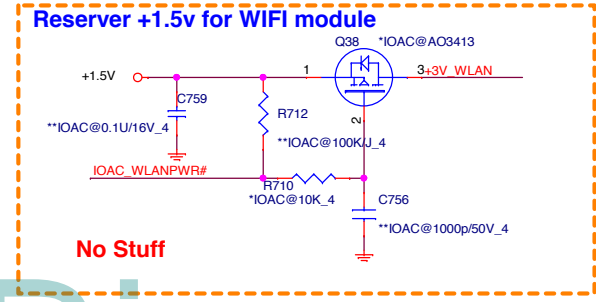 Reserver +1.5v for WIFI module
Q38
*IOAC@AO3413
+1.5V
1
3
+3V_WLAN
C759
R712
**IOAC@0.1U/16V_4
2
**IOAC@100K/J_4
IOAC_WLANPWR#
R710
*IOAC@10K_4
C756
**IOAC@1000p/50V_4
No Stuff